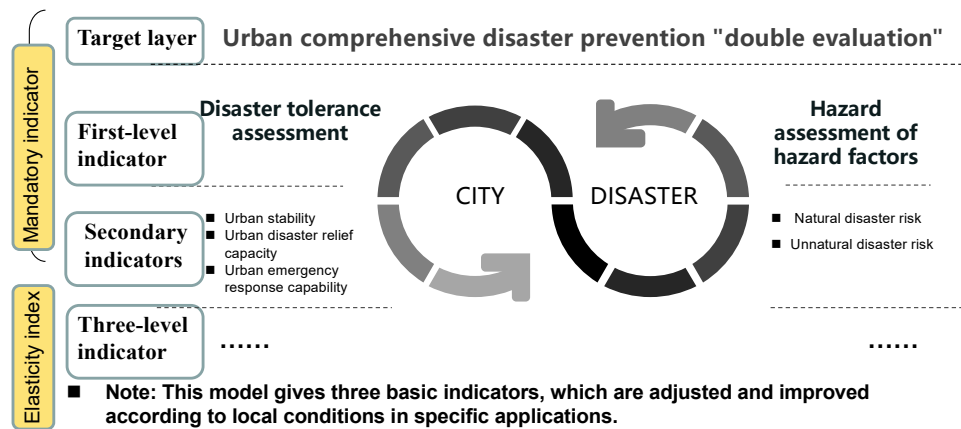 Mandatory indicator
Target layer
Urban comprehensive disaster prevention "double evaluation"
First-level
indicator
Disaster tolerance
assessment
CITY
DISASTER
Hazard
assessment of
hazard factors
Secondary
indicators
■ Urban stability
■ Urban disaster relief
capacity
■ Urban emergency
response capability
■ Natural disaster risk
■ Unnatural disaster risk
Elasticity index
Three-level
indicator
......
......
■ Note: This model gives three basic indicators, which are adjusted and improved
according to local conditions in specific applications.